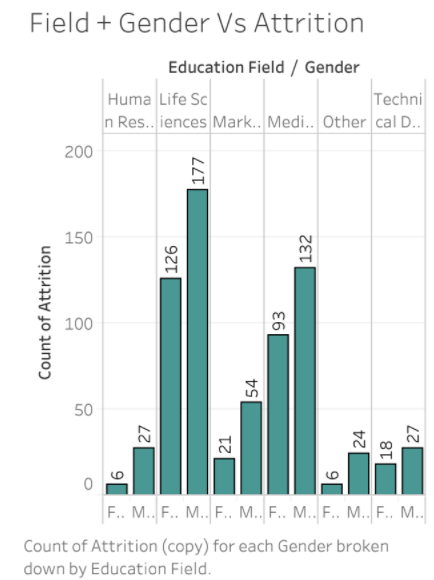 Field + Gender Vs Attrition
Education Field / Gender
Huma
n Res..
Life Sc
iences
Mark..
Medi..
Other
Techni
cal D..
Count of Attrition
200
150
100
50
0
6
27
126
177
21
54
93
132
6
24
18
27
F.. M.. F.. M.. F.. M.. F.. M.. F.. M.. F.. M..
Count of Attrition (copy) for each Gender broken
down by Education Field.